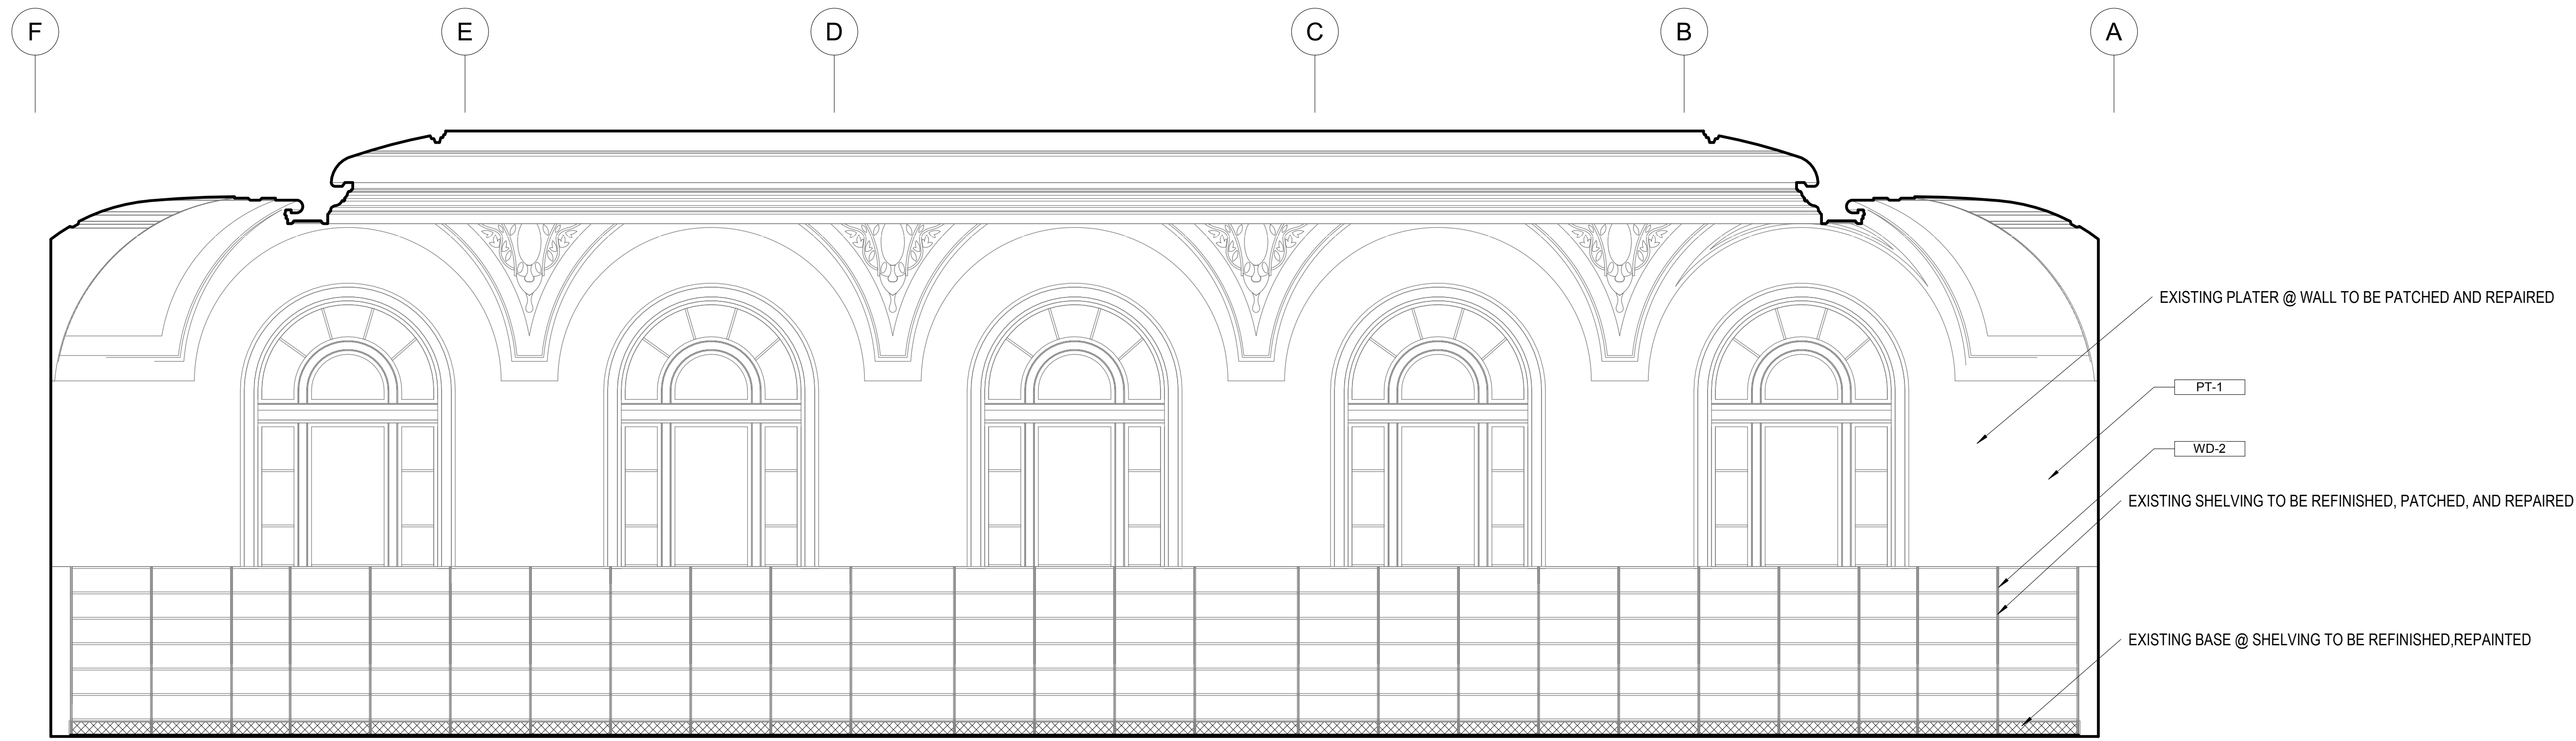 F E D C B A
EXISTING PLATER @ WALL TO BE PATCHED AND REPAIRED
PT-1
WD-2
EXISTING SHELVING TO BE REFINISHED, PATCHED, AND REPAIRED
EXISTING BASE @ SHELVING TO BE REFINISHED,REPAINTED